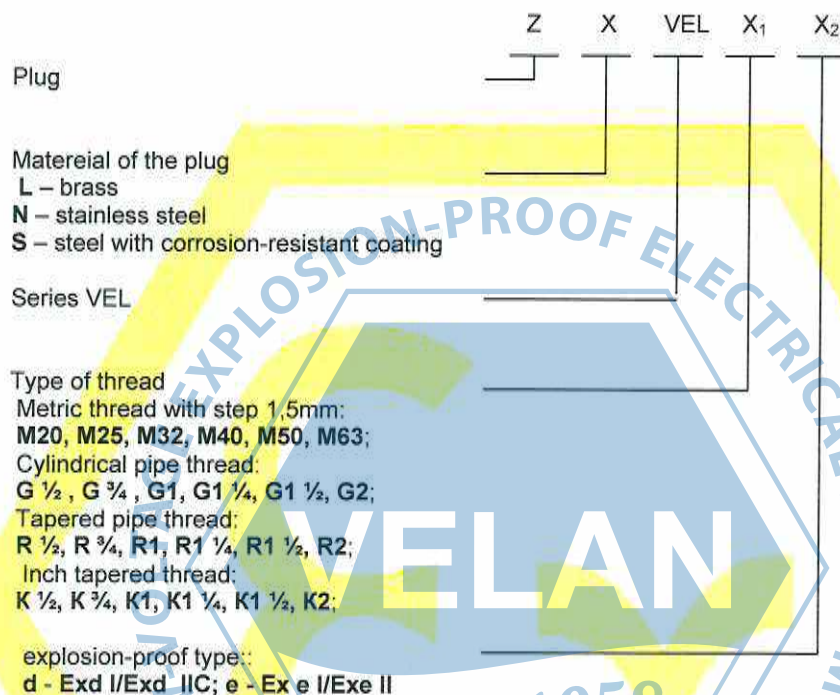 Z X VEL X₁ X₂
Plug
Matereial of the plug
L – brass
N – stainless steel
S – steel with corrosion-resistant coating
Series VEL
Type of thread
Metric thread with step 1,5mm:
M20, M25, M32, M40, M50, M63;
Cylindrical pipe thread:
G ½ , G ¾ , G1, G1 ¼, G1 ½, G2;
Tapered pipe thread:
R ½, R ¾, R1, R1 ¼, R1 ½, R2;
Inch tapered thread:
K ½, K ¾, K1, K1 ¼, K1 ½, K2;
explosion-proof type::
d - Exd I/Exd IIC; e - Ex e I/Exe II
EXPLOSION-PROOF ELECTRICAL
VELAN